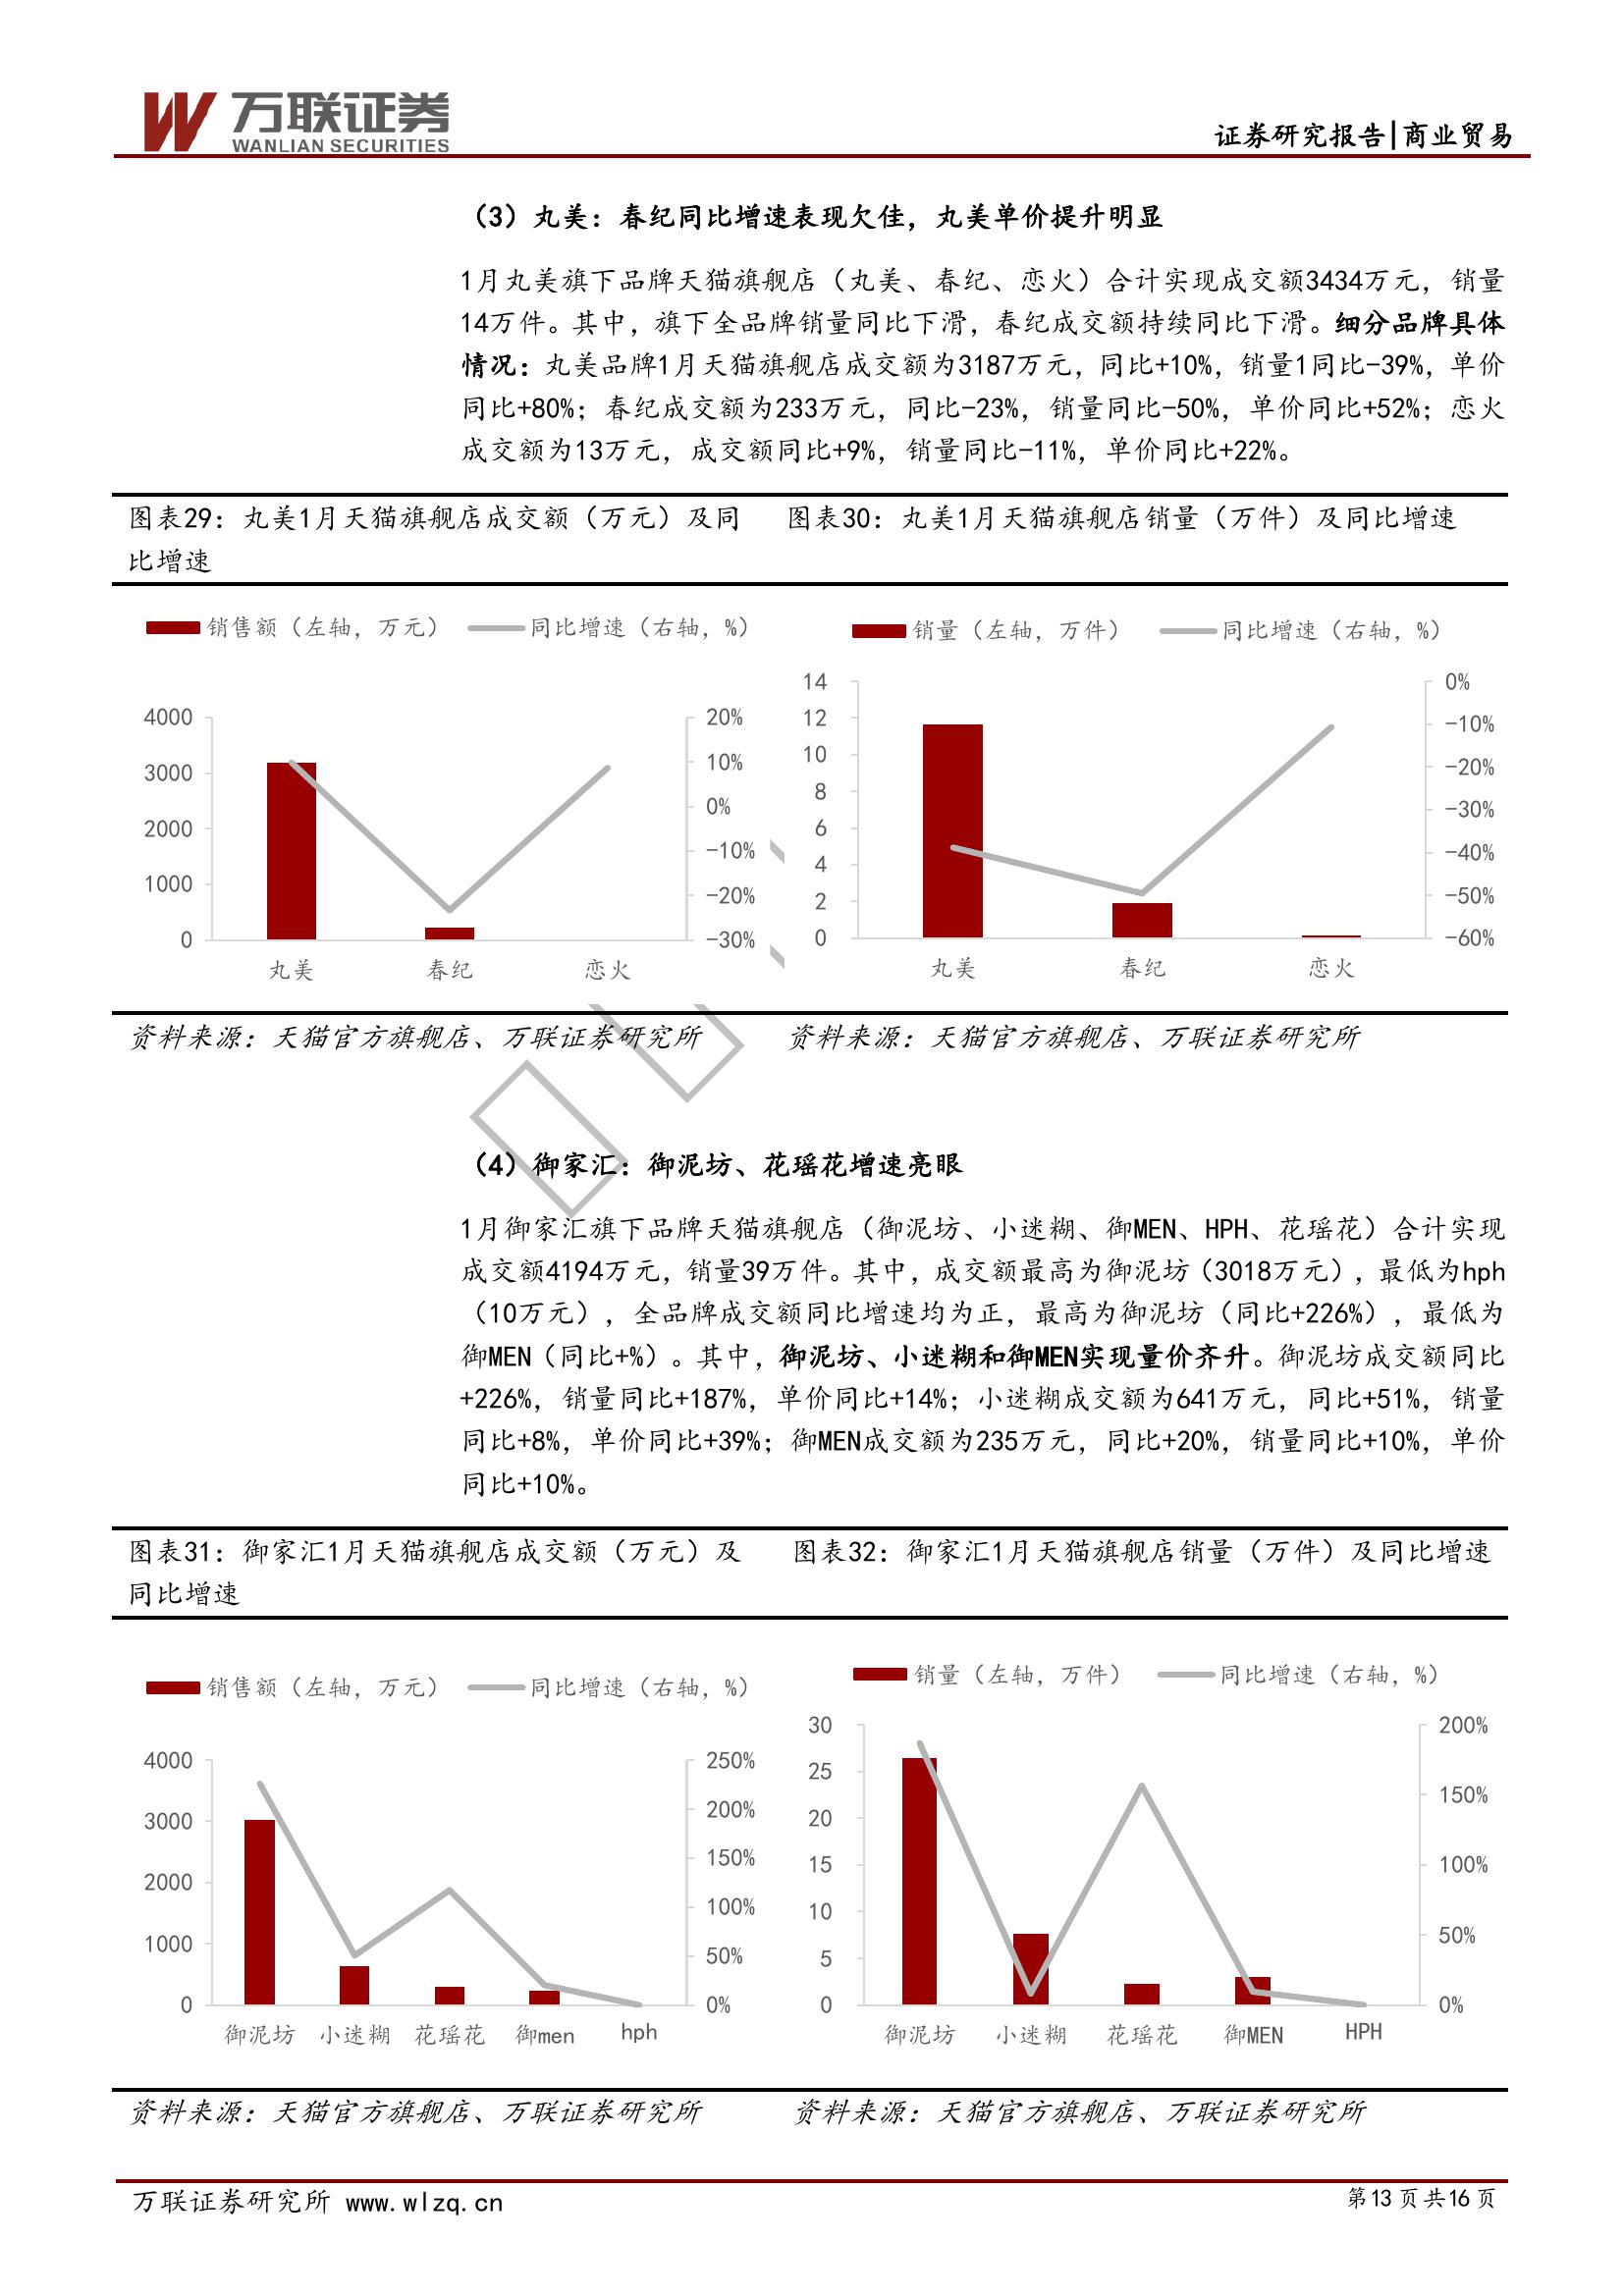 万联证券
WANLIAN SECURITIES
证券研究报告|商业贸易
（3）丸美：春纪同比增速表现欠佳，丸美单价提升明显
1月丸美旗下品牌天猫旗舰店（丸美、春纪、恋火）合计实现成交额3434万元，销量
14万件。其中，旗下全品牌销量同比下滑，春纪成交额持续同比下滑。细分品牌具体
情况：丸美品牌1月天猫旗舰店成交额为3187万元，同比+10%，销量1同比-39%，单价
同比+80%；春纪成交额为233万元，同比-23%，销量同比-50%，单价同比+52%；恋火
成交额为13万元，成交额同比+9%，销量同比-11%，单价同比+22%。
图表29：丸美1月天猫旗舰店成交额（万元）及同
比增速
图表30：丸美1月天猫旗舰店销量（万件）及同比增速
销售额（左轴，万元） 同比增速（右轴，%）
4000
3000
2000
1000
0
20%
10%
0%
-10%
-20%
-30%
丸美 春纪 恋火
销量（左轴，万件） 同比增速（右轴，%）
14
12
10
8
6
4
2
0
0%
-10%
-20%
-30%
-40%
-50%
-60%
丸美 春纪 恋火
资料来源：天猫官方旗舰店、万联证券研究所
资料来源：天猫官方旗舰店、万联证券研究所
（4）御家汇：御泥坊、花瑶花增速亮眼
1月御家汇旗下品牌天猫旗舰店（御泥坊、小迷糊、御MEN、HPH、花瑶花）合计实现
成交额4194万元，销量39万件。其中，成交额最高为御泥坊（3018万元），最低为hph
（10万元），全品牌成交额同比增速均为正，最高为御泥坊（同比+226%），最低为
御MEN（同比+%）。其中，御泥坊、小迷糊和御MEN实现量价齐升。御泥坊成交额同比
+226%，销量同比+187%，单价同比+14%；小迷糊成交额为641万元，同比+51%，销量
同比+8%，单价同比+39%；御MEN成交额为235万元，同比+20%，销量同比+10%，单价
同比+10%。
图表31：御家汇1月天猫旗舰店成交额（万元）及
同比增速
图表32：御家汇1月天猫旗舰店销量（万件）及同比增速
销售额（左轴，万元） 同比增速（右轴，%）
4000
3000
2000
1000
0
250%
200%
150%
100%
50%
0%
御泥坊 小迷糊 花瑶花 御men hph
销量（左轴，万件） 同比增速（右轴，%）
30
25
20
15
10
5
0
200%
150%
100%
50%
0%
御泥坊 小迷糊 花瑶花 御MEN HPH
资料来源：天猫官方旗舰店、万联证券研究所
资料来源：天猫官方旗舰店、万联证券研究所
万联证券研究所 www.wlzq.cn
第13页共16页